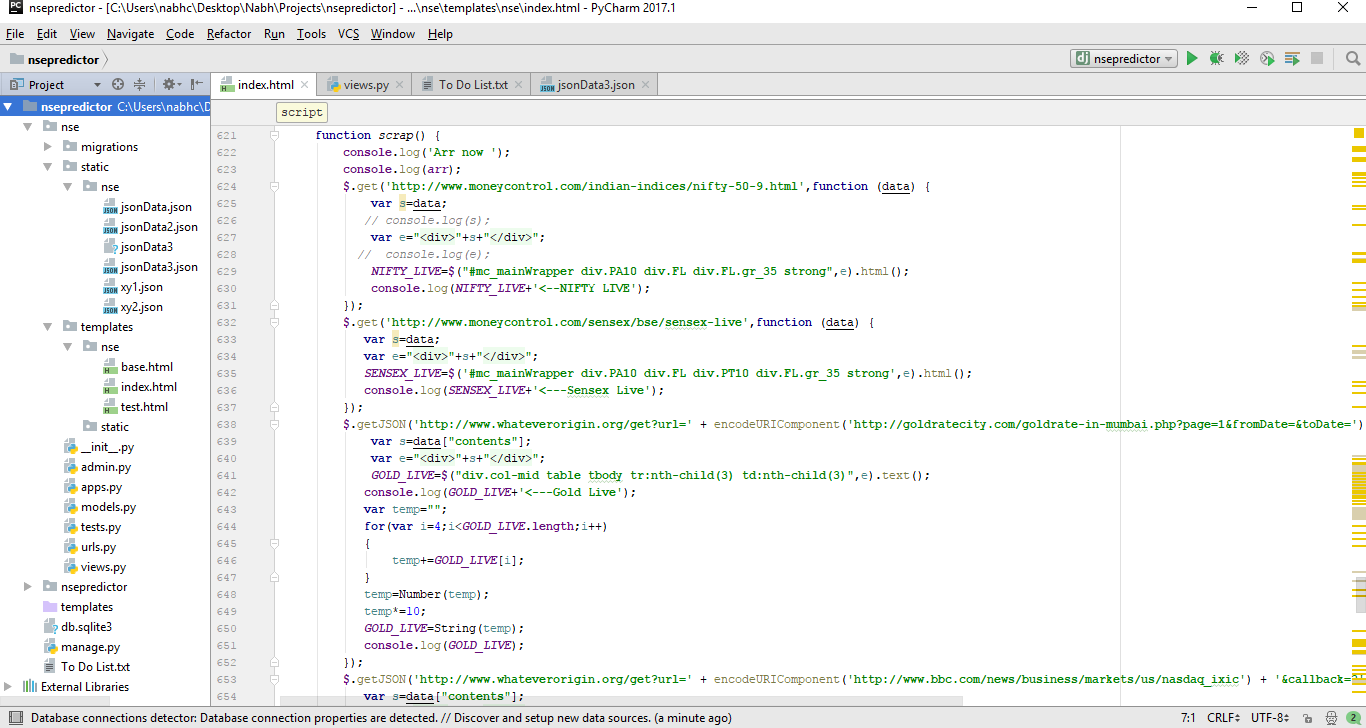 nsepredictor - [C:\Users\nabhc\Desktop\Nabh\Projects\nsepredictor] - ...\nse\templates\nse\index.html - PyCharm 2017.1
File Edit View Navigate Code Refactor Run Tools VCS Window Help
nsepredictor
nsepredictor
Project
index.html views.py To Do List.txt jsonData3.json
nsepredictor C:\Users\nabhc\D
nse
migrations
static
nse
jsonData.json
jsonData2.json
jsonData3
jsonData3.json
xy1.json
xy2.json
templates
nse
base.html
index.html
test.html
static
__init__.py
admin.py
apps.py
models.py
tests.py
urls.py
views.py
nsepredictor
templates
db.sqlite3
manage.py
To Do List.txt
External Libraries
script
621 function scrap() {
622 console.log('Arr now ');
623 console.log(arr);
624 $.get('http://www.moneycontrol.com/indian-indices/nifty-50-9.html',function (data) {
625 var s=data;
626 // console.log(s);
627 var e="<div>"+s+"</div>";
628 // console.log(e);
629 NIFTY_LIVE=$("#mc_mainWrapper div.PA10 div.FL div.FL.gr_35 strong",e).html();
630 console.log(NIFTY_LIVE+'<--NIFTY LIVE');
631 });
632 $.get('http://www.moneycontrol.com/sensex/bse/sensex-live',function (data) {
633 var s=data;
634 var e="<div>"+s+"</div>";
635 SENSEX_LIVE=$('#mc_mainWrapper div.PA10 div.FL div.PT10 div.FL.gr_35 strong',e).html();
636 console.log(SENSEX_LIVE+'<---Sensex Live');
637 });
638 $.getJSON('http://www.whateverorigin.org/get?url=' + encodeURIComponent('http://goldratecity.com/goldrate-in-mumbai.php?page=1&fromDate=&toDate=')
639 var s=data["contents"];
640 var e="<div>"+s+"</div>";
641 GOLD_LIVE=$("div.col-mid table tbody tr:nth-child(3) td:nth-child(3)",e).text();
642 console.log(GOLD_LIVE+'<---Gold Live');
643 var temp="";
644 for(var i=4;i<GOLD_LIVE.length;i++)
645 {
646 temp+=GOLD_LIVE[i];
647 }
648 temp=Number(temp);
649 temp*=10;
650 GOLD_LIVE=String(temp);
651 console.log(GOLD_LIVE);
652 });
653 $.getJSON('http://www.whateverorigin.org/get?url=' + encodeURIComponent('http://www.bbc.com/news/business/markets/us/nasdaq_ixic') + '&callback=?'
654 var s=data["contents"];
Database connections detector: Database connection properties are detected. // Discover and setup new data sources. (a minute ago) 7:1 CRLF UTF-8 2